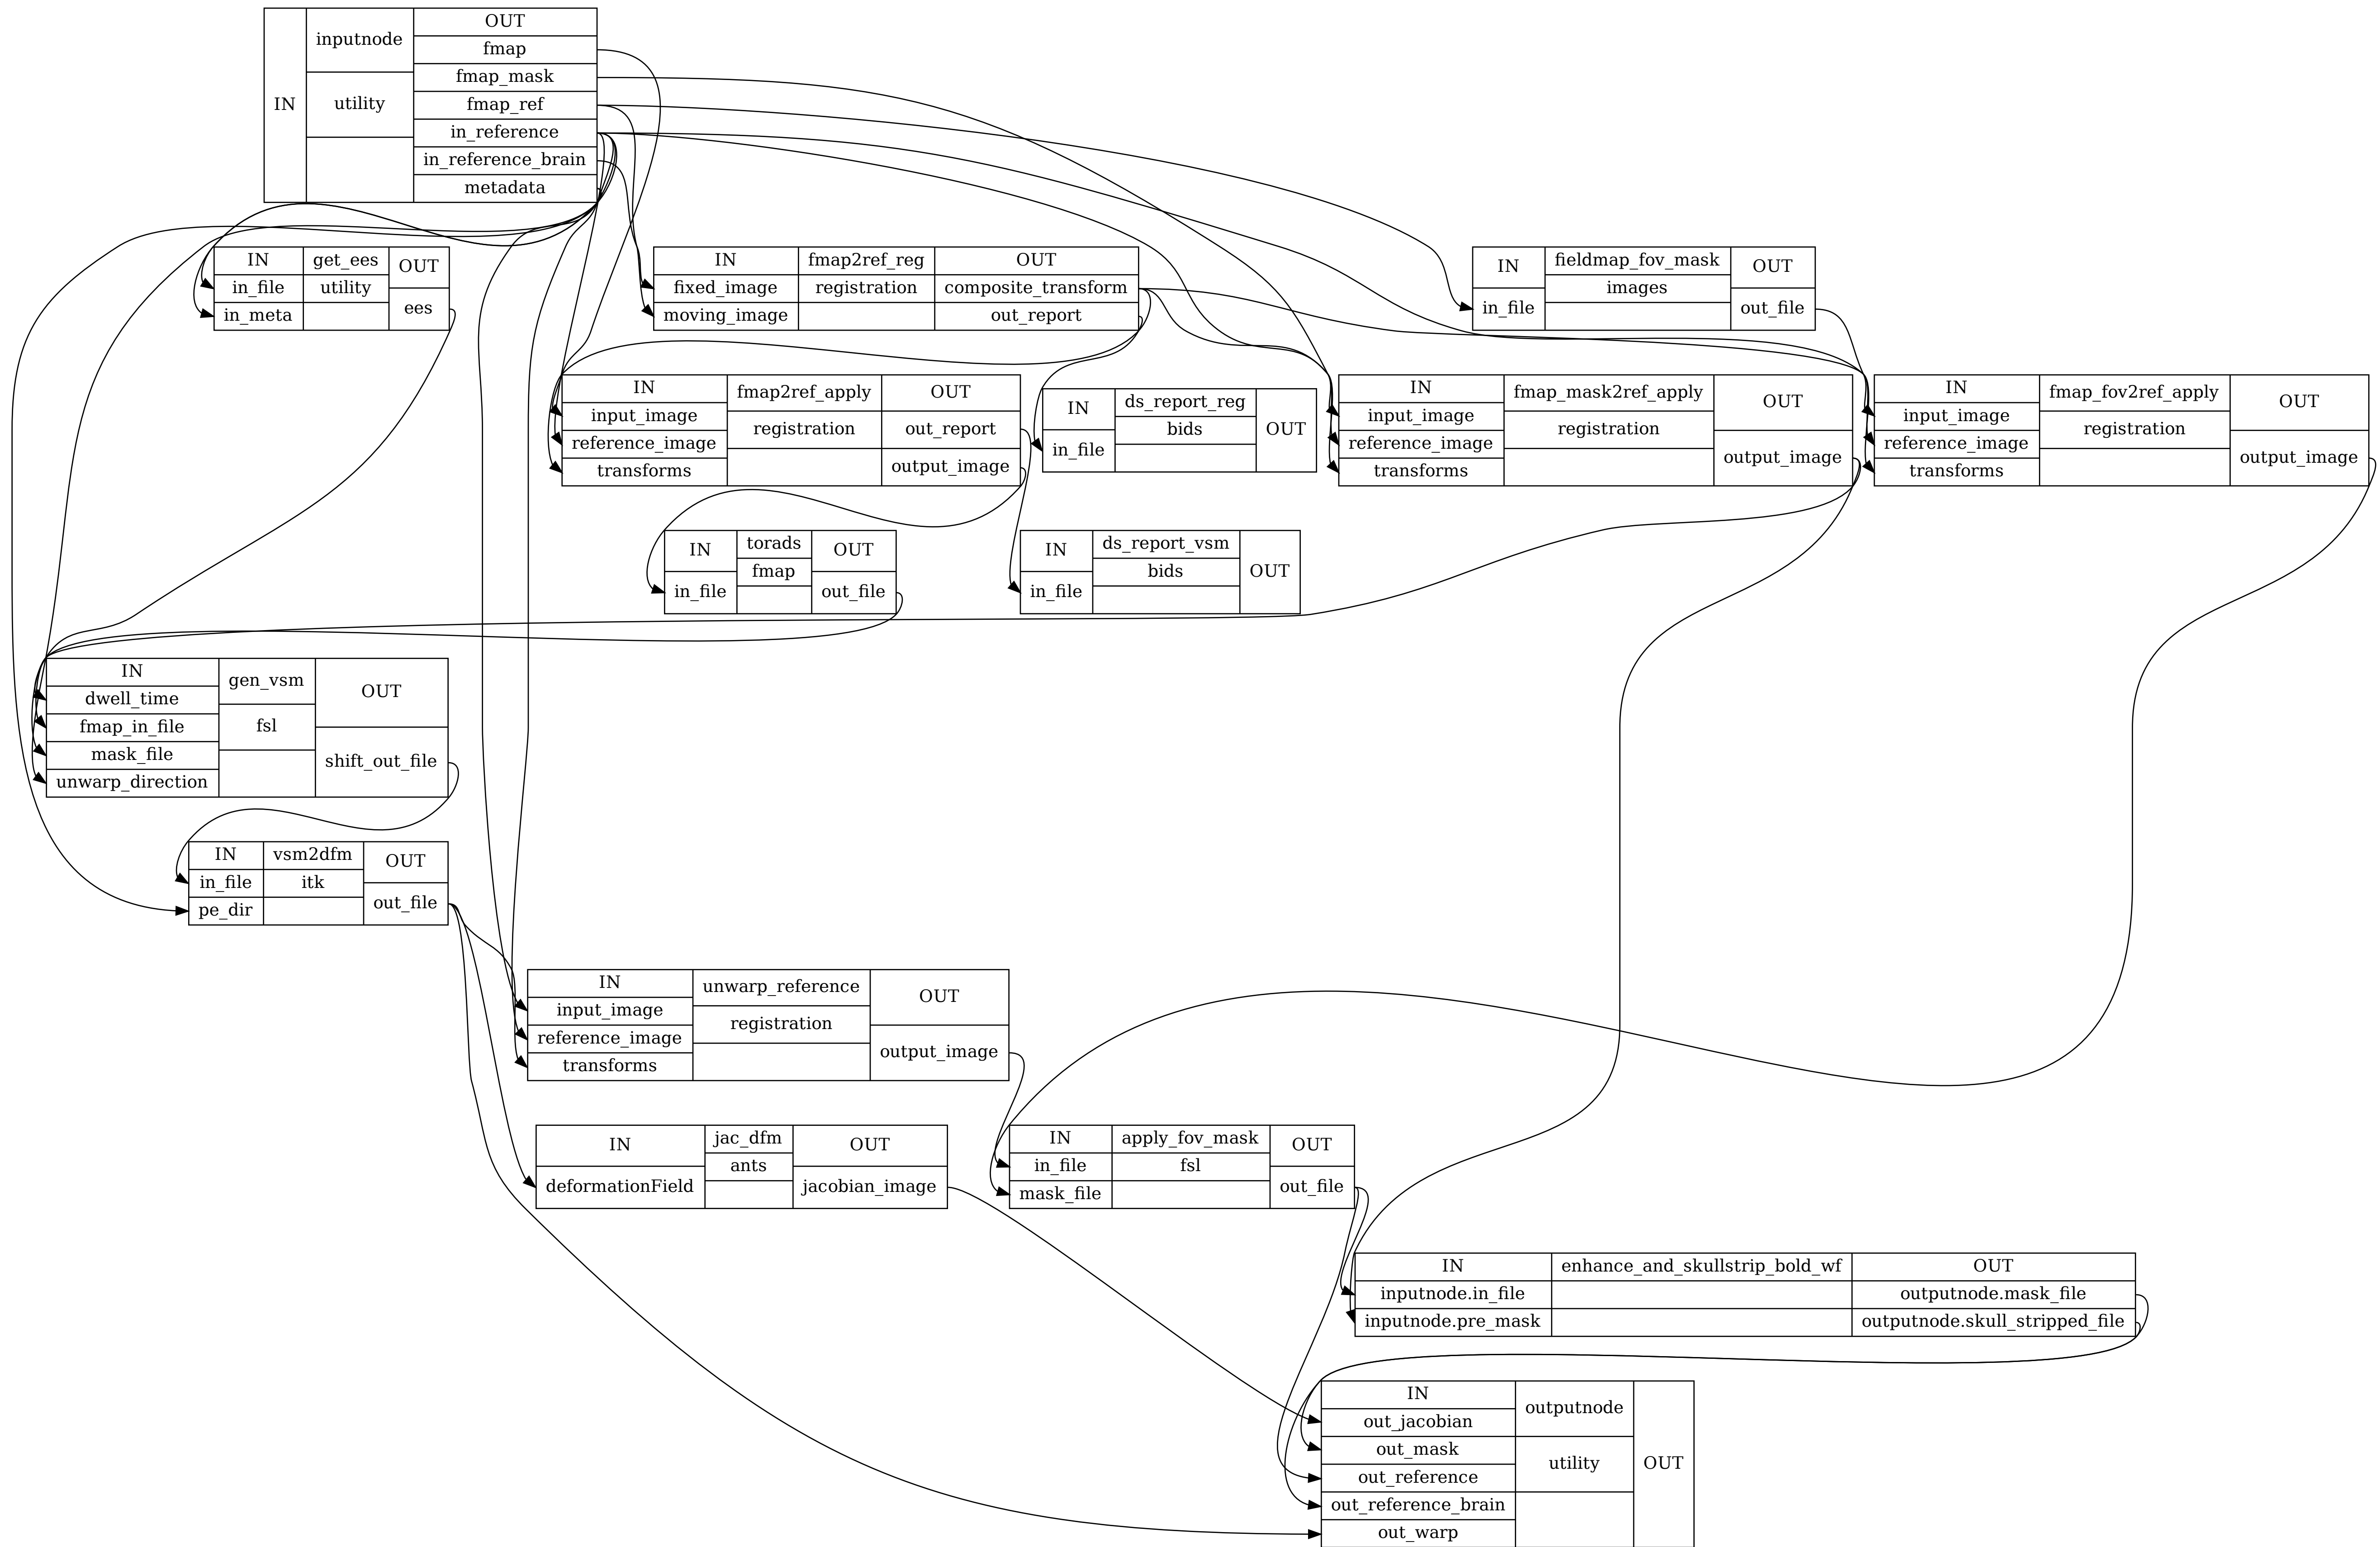 IN
inputnode
utility
OUT
fmap
fmap_mask
fmap_ref
in_reference
in_reference_brain
metadata
IN
in_file
in_meta
get_ees
utility
OUT
ees
IN
fixed_image
moving_image
fmap2ref_reg
registration
OUT
composite_transform
out_report
IN
in_file
fieldmap_fov_mask
images
OUT
out_file
IN
input_image
reference_image
transforms
fmap2ref_apply
registration
OUT
out_report
output_image
IN
in_file
ds_report_reg
bids
OUT
IN
input_image
reference_image
transforms
fmap_mask2ref_apply
registration
OUT
output_image
IN
input_image
reference_image
transforms
fmap_fov2ref_apply
registration
OUT
output_image
IN
in_file
torads
fmap
OUT
out_file
IN
in_file
ds_report_vsm
bids
OUT
IN
dwell_time
fmap_in_file
mask_file
unwarp_direction
gen_vsm
fsl
OUT
shift_out_file
IN
in_file
pe_dir
vsm2dfm
itk
OUT
out_file
IN
input_image
reference_image
transforms
unwarp_reference
registration
OUT
output_image
IN
deformationField
jac_dfm
ants
OUT
jacobian_image
IN
in_file
mask_file
apply_fov_mask
fsl
OUT
out_file
IN
inputnode.in_file
inputnode.pre_mask
enhance_and_skullstrip_bold_wf
OUT
outputnode.mask_file
outputnode.skull_stripped_file
IN
out_jacobian
out_mask
out_reference
out_reference_brain
out_warp
outputnode
utility
OUT